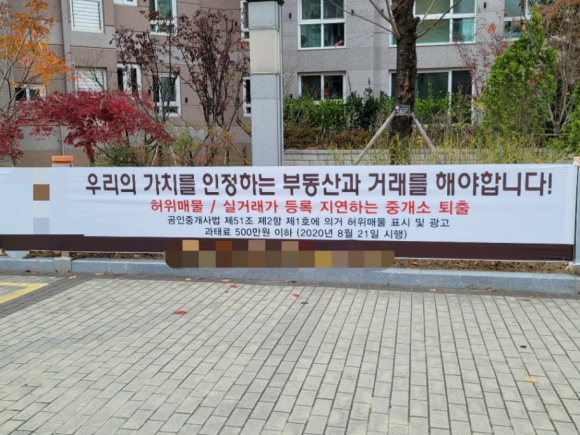 우리의 가치를 인정하는 부동산과 거래를 해야합니다!
허위매물 / 실거래가 등록 지연하는 중개소 퇴출
공인중개사법 제51조 제2항 제1호에 의거 허위매물 표시 및 광고
과태료 500만원 이하 (2020년 8월 21일 시행)